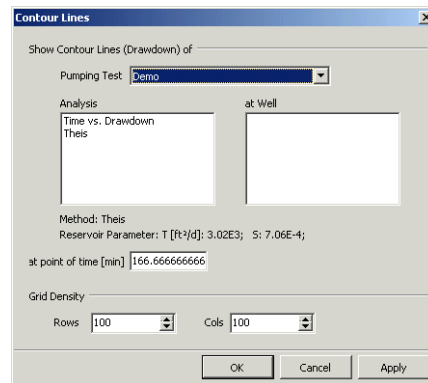 Contour Lines
Show Contour Lines (Drawdown) of
Pumping Test Demo
Analysis at Well
Time vs. Drawdown
Theis
Method: Theis
Reservoir Parameter: T [ft²/d]: 3.02E3; S: 7.06E-4;
at point of time [min] 166.666666666
Grid Density
Rows 100 Cols 100
OK Cancel Apply